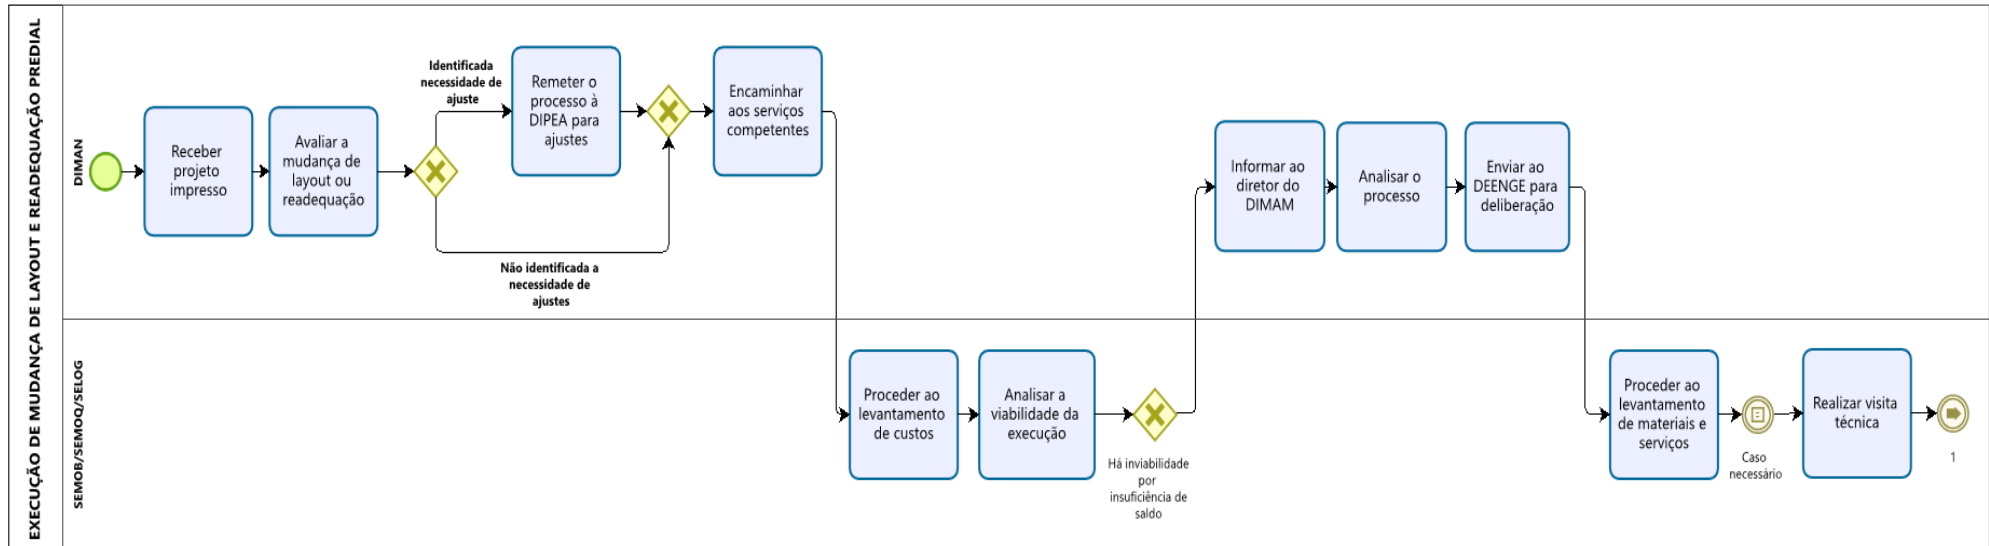 EXECUÇÃO DE MUDANÇA DE LAYOUT E READEQUAÇÃO PREDIAL
DIMAN
Receber
projeto
impresso
Avaliar a
mudança de
layout ou
readequação
Identificada
necessidade de
ajuste
Não identificada a
necessidade de
ajustes
Remeter o
processo à
DIPEA para
ajustes
Encaminhar
aos serviços
competentes
Informar ao
diretor do
DIMAM
Analisar o
processo
Enviar ao
DEENGE para
deliberação
SEMOB/SEMOQ/SELOG
Proceder ao
levantamento
de custos
Analisar a
viabilidade da
execução
Há inviabilidade
por
insuficiência de
saldo
Proceder ao
levantamento
de materiais e
serviços
Caso
necessário
Realizar visita
técnica
1